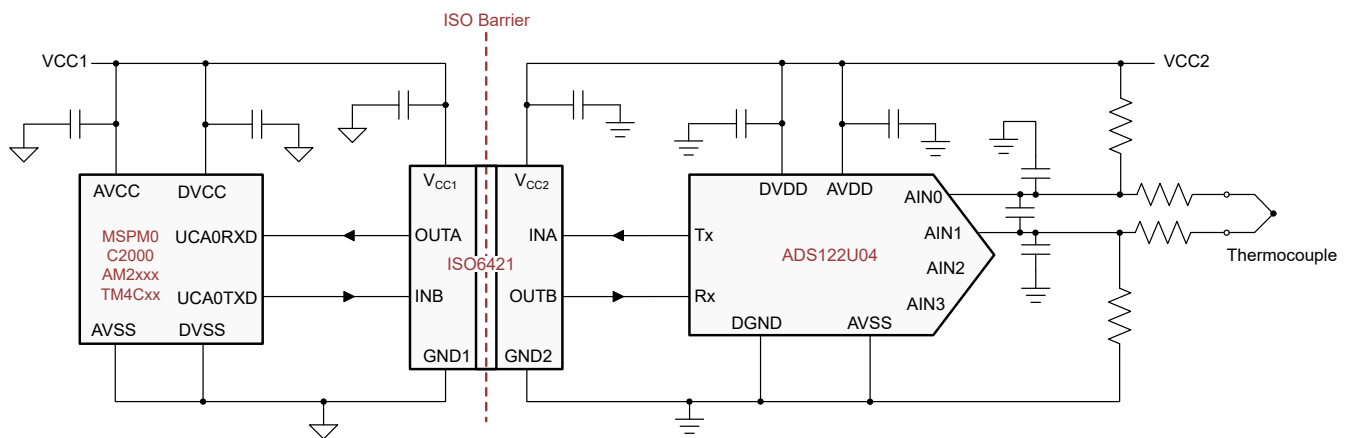 ISO Barrier
VCC1
VCC2
AVCC
DVCC
MSPM0
C2000
AM2xxx
TM4Cxx
UCA0RXD
UCA0TXD
AVSS
DVSS
VCC1
OUTA
INB
GND1
ISO6421
VCC2
INA
OUTB
GND2
DVDD
AVDD
Tx
Rx
ADS122U04
AIN0
AIN1
AIN2
AIN3
DGND
AVSS
Thermocouple